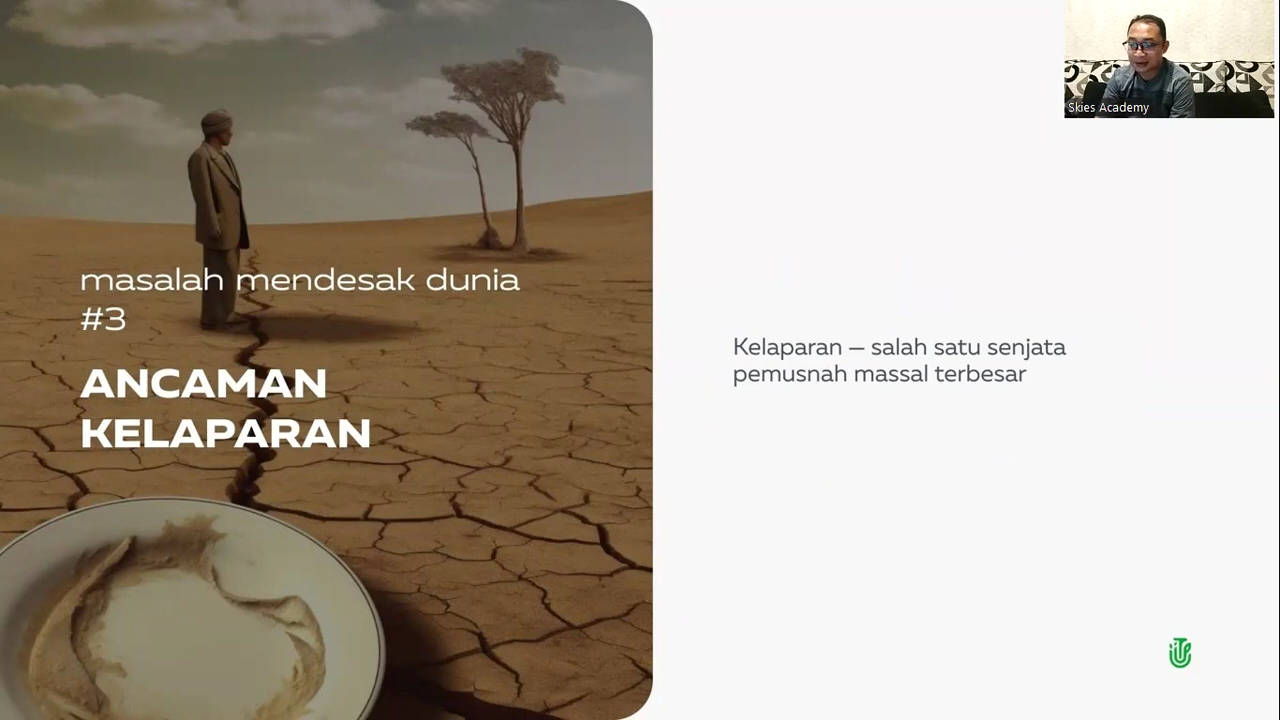 masalah mendesak dunia
#3
ANCAMAN
KELAPARAN
Kelaparan – salah satu senjata
pemusnah massal terbesar
Skies Academy